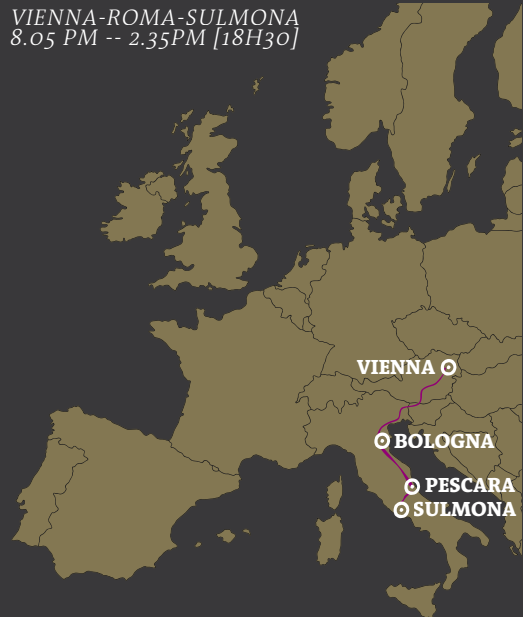 VIENNA-ROMA-SULMONA
8.05 PM -- 2.35PM [18H30]
VIENNA
BOLOGNA
PESCARA
SULMONA